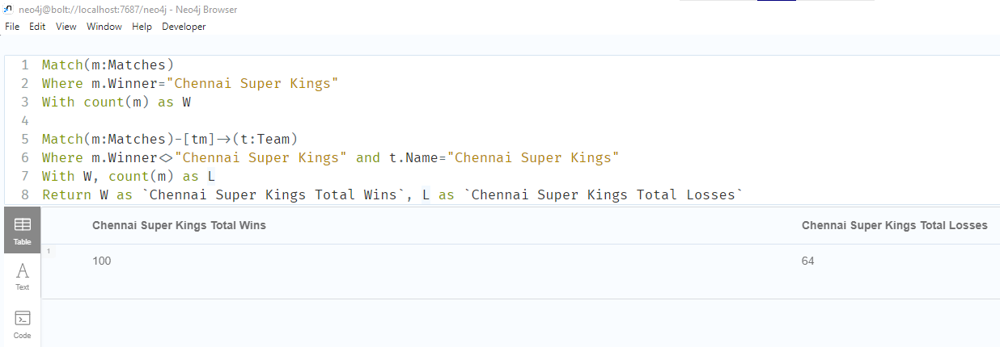 neo4j@bolt://localhost:7687/neo4j - Neo4j Browser
File Edit View Window Help Developer
1 Match(m:Matches)
2 Where m.Winner="Chennai Super Kings"
3 With count(m) as W
4
5 Match(m:Matches)-[tm]->(t:Team)
6 Where m.Winner<>"Chennai Super Kings" and t.Name="Chennai Super Kings"
7 With W, count(m) as L
8 Return W as `Chennai Super Kings Total Wins`, L as `Chennai Super Kings Total Losses`
Chennai Super Kings Total Wins Chennai Super Kings Total Losses
Table
1
100 64
A
Text
Code